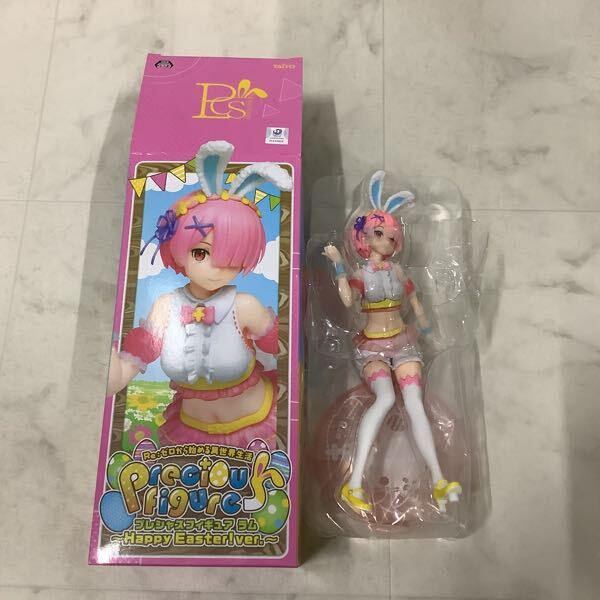 TAITO
PCS
Re:ゼロから始める異世界生活
Precious
figure
プレシャスフィギュア ラム
～Happy Easter!ver.～